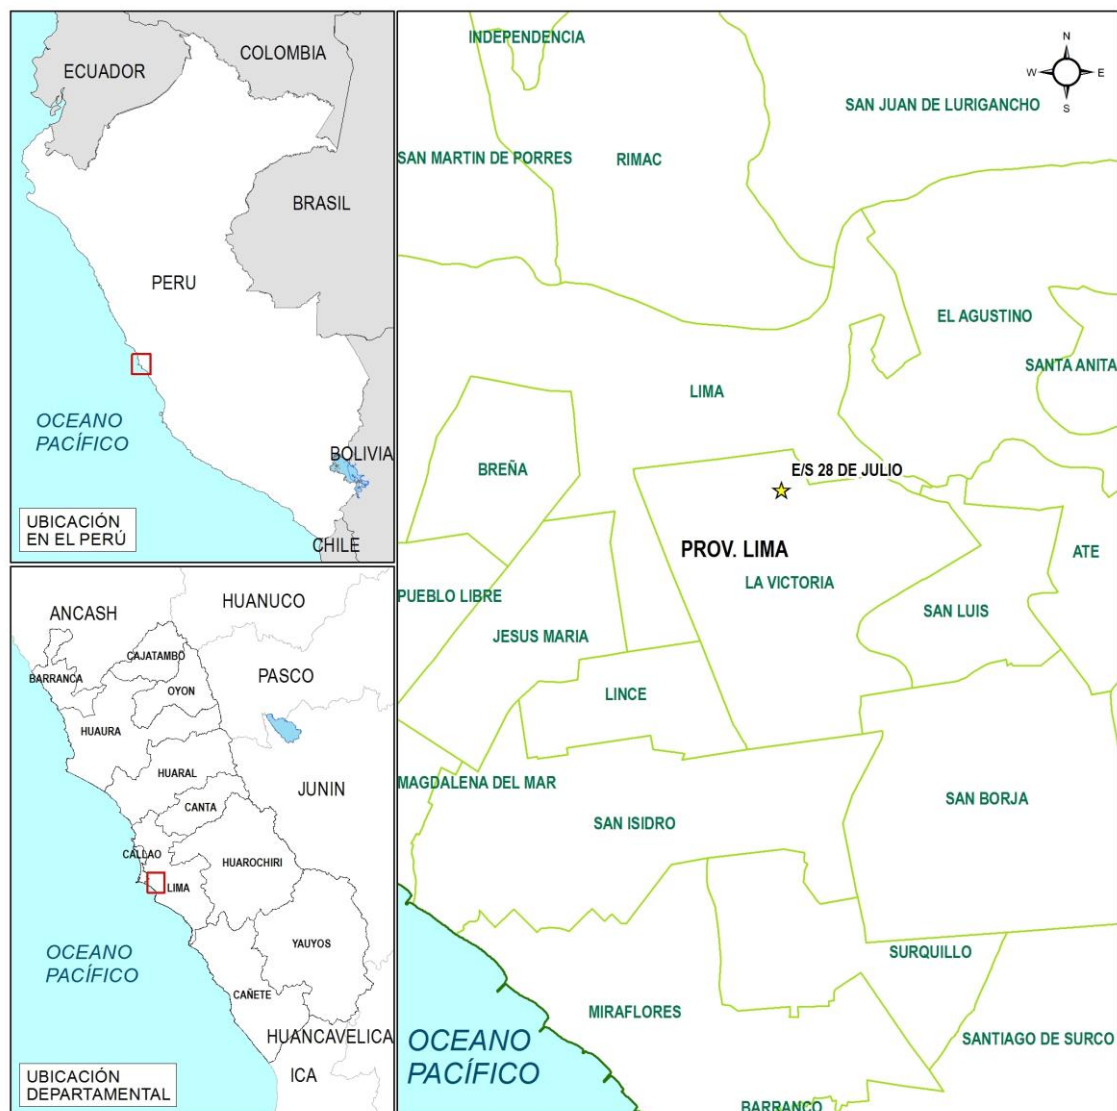 COLOMBIA
ECUADOR
BRASIL
PERU
OCEANO
PACÍFICO
BOLIVIA
UBICACIÓN
EN EL PERÚ
CHILE
HUANUCO
ANCASH
CAJATAMBO
BARRANCA
PASCO
OYON
HUAURA
HUARAL
JUNIN
CANTA
CALLAO
HUAROCHIRI
LIMA
YAUYOS
OCEANO
PACÍFICO
CAÑETE
HUANCAVELICA
ICA
UBICACIÓN
DEPARTAMENTAL
INDEPENDENCIA
N
W E
S
SAN JUAN DE LURIGANCHO
SAN MARTIN DE PORRES
RIMAC
EL AGUSTINO
SANTA ANITA
LIMA
BREÑA
E/S 28 DE JULIO
PROV. LIMA
ATE
LA VICTORIA
PUEBLO LIBRE
SAN LUIS
JESUS MARIA
LINCE
MAGDALENA DEL MAR
SAN BORJA
SAN ISIDRO
SURQUILLO
MIRAFLORES
SANTIAGO DE SURCO
OCEANO
PACÍFICO
BARRANCO